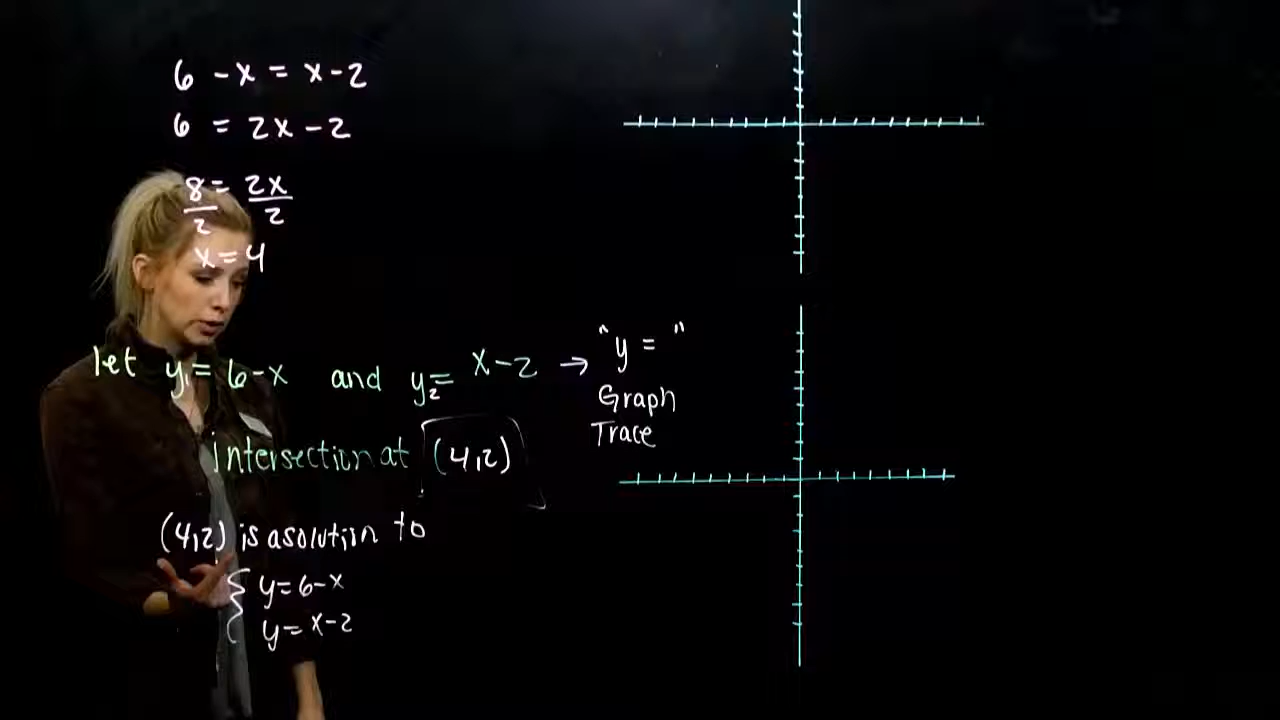 6 - x = x - 2
6 = 2x - 2
8/2 = 2x/2
x = 4
let y₁ = 6 - x and y₂ = x - 2 → "y = "
Graph
Trace
intersection at (4,2)
(4,2) is a solution to
{ y = 6 - x
y = x - 2